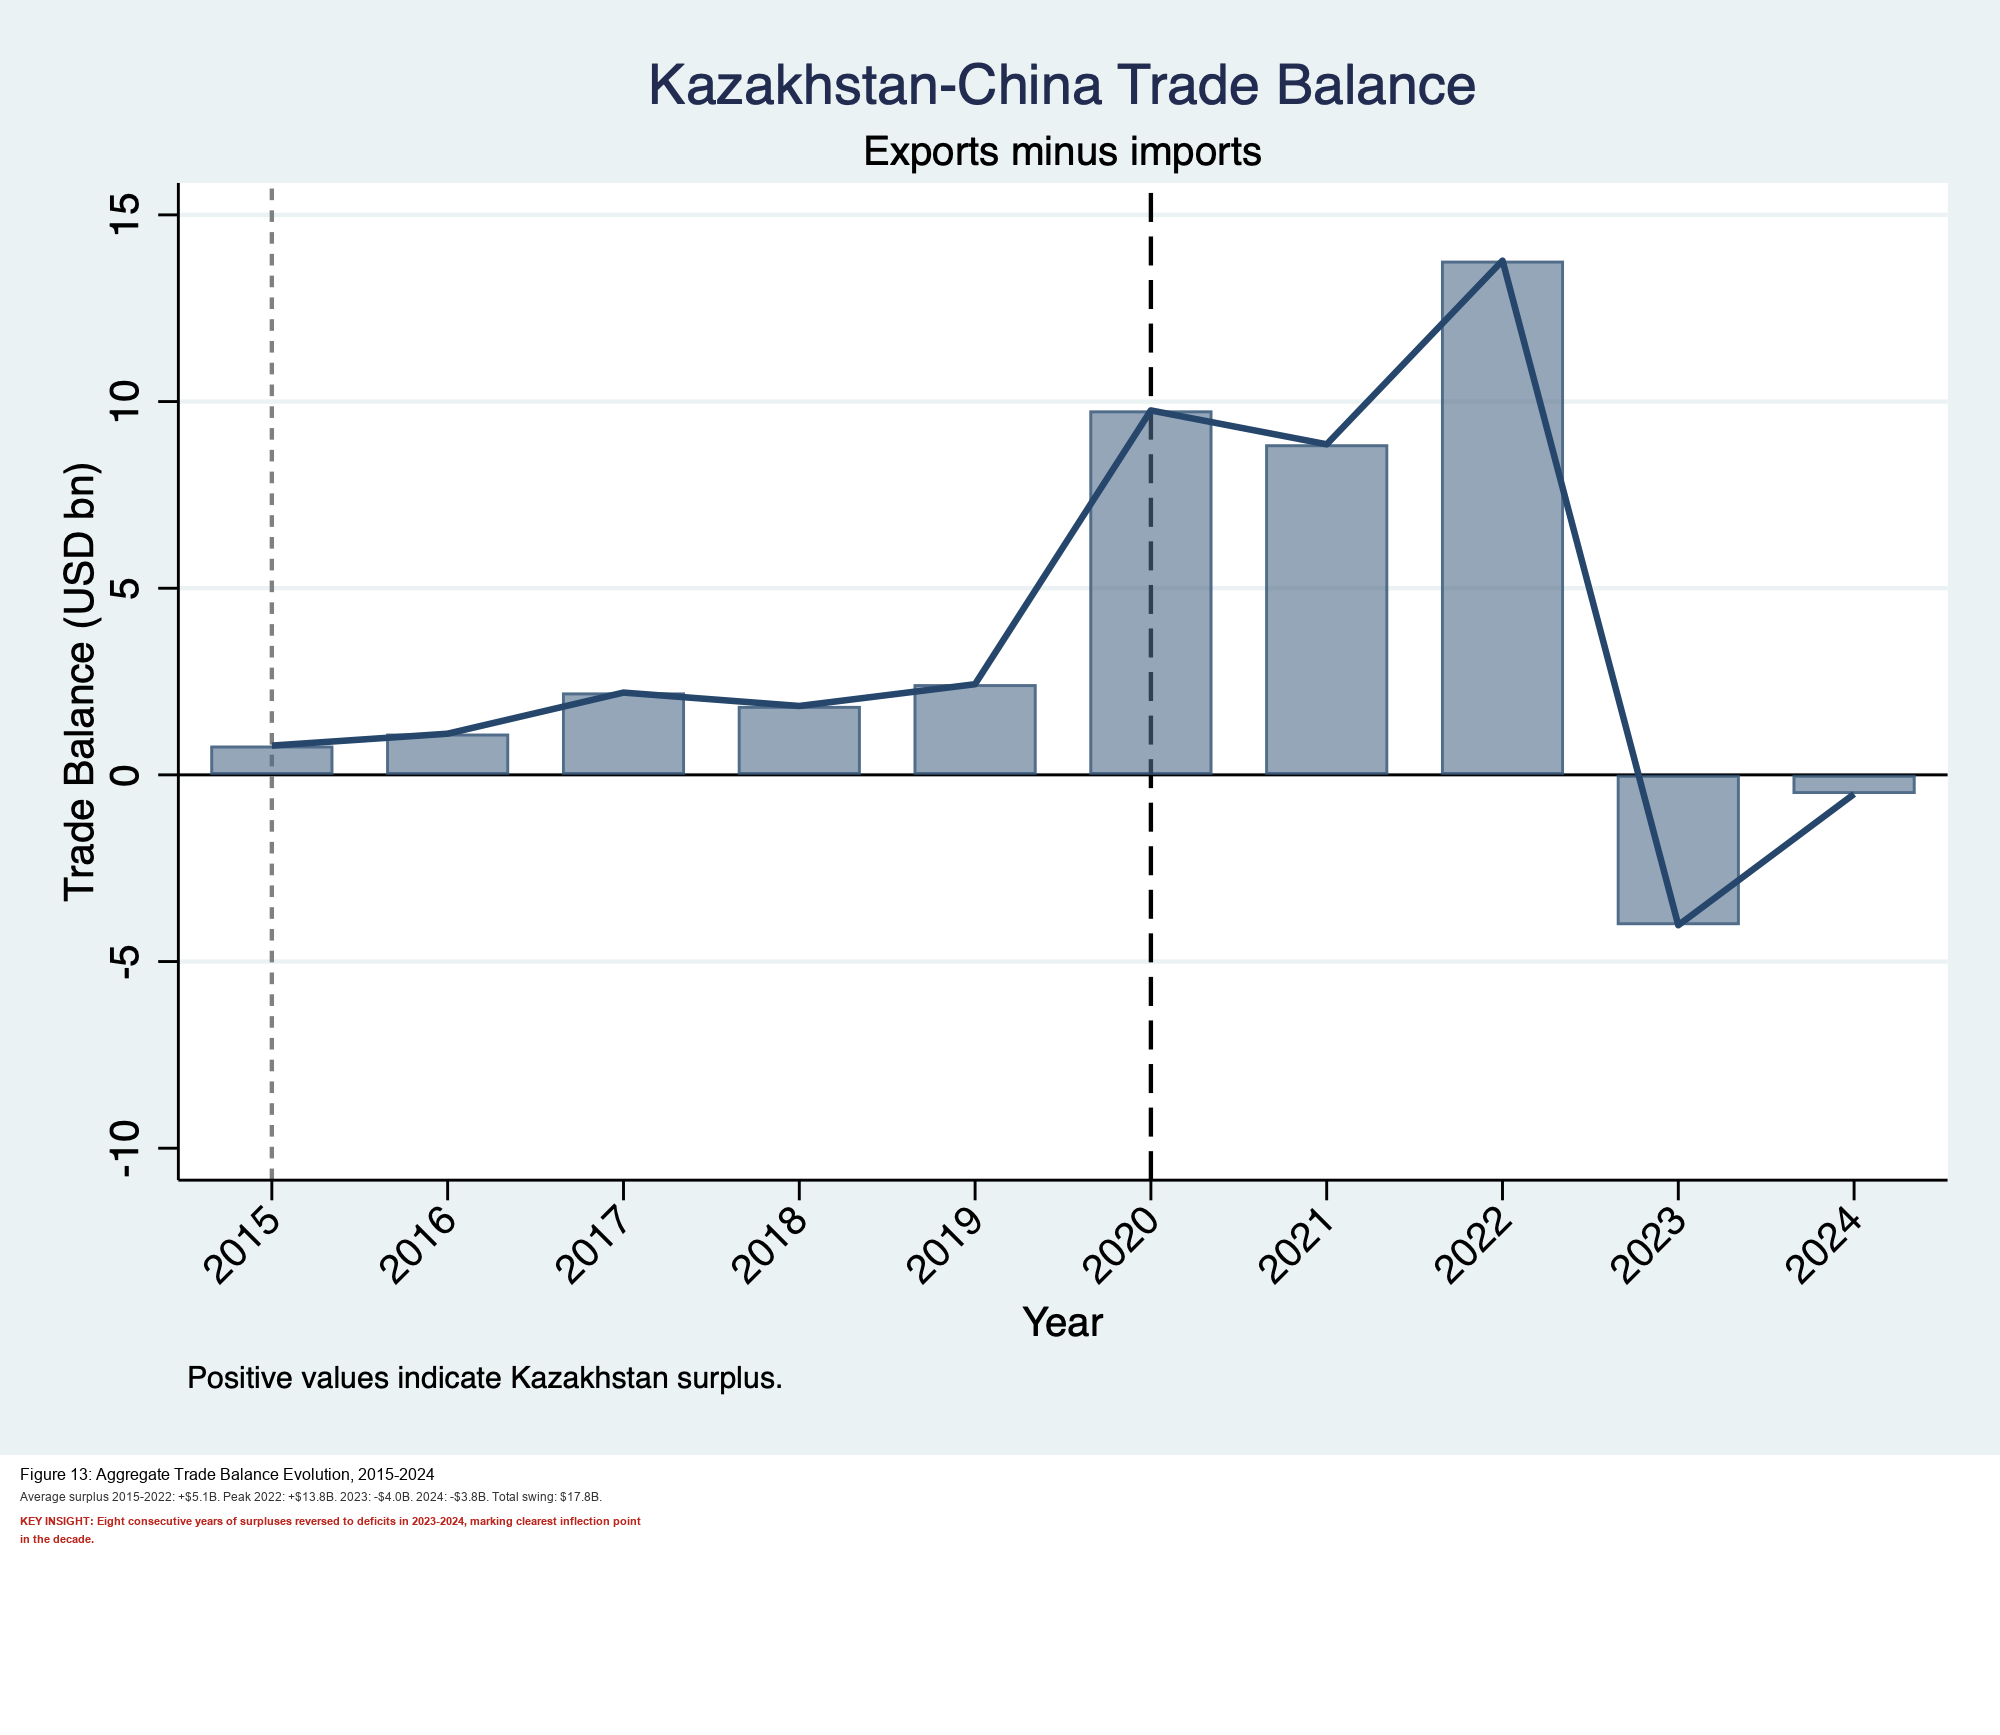 Kazakhstan-China Trade Balance
Exports minus imports
Trade Balance (USD bn)
15
10
5
0
-5
-10
2015
2016
2017
2018
2019
2020
2021
2022
2023
2024
Year
Positive values indicate Kazakhstan surplus.
Figure 13: Aggregate Trade Balance Evolution, 2015-2024
Average surplus 2015-2022: +$5.1B. Peak 2022: +$13.8B. 2023: -$4.0B. 2024: -$3.8B. Total swing: $17.8B.
KEY INSIGHT: Eight consecutive years of surpluses reversed to deficits in 2023-2024, marking clearest inflection point
in the decade.